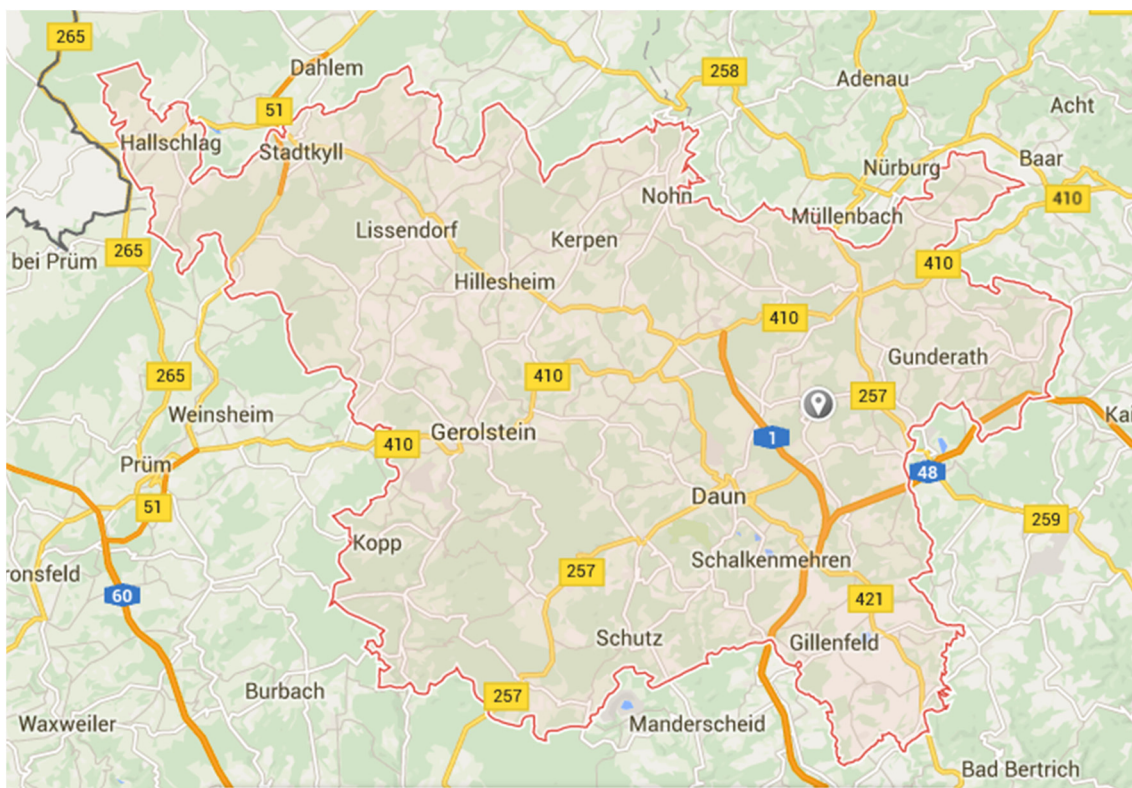 265
258
Dahlem
Adenau
51
Acht
Hallschlag
Stadtkyll
Baar
Nürburg
Nohn
410
Müllenbach
Lissendorf
Kerpen
265
bei Prüm
410
Hillesheim
410
Gunderath
265
410
257
Weinsheim
Kai
Gerolstein
1
410
Prüm
48
51
Daun
259
Kopp
Schalkenmehren
ronsfeld
257
60
421
Schutz
Gillenfeld
Burbach
257
Waxweiler
Manderscheid
Bad Bertrich